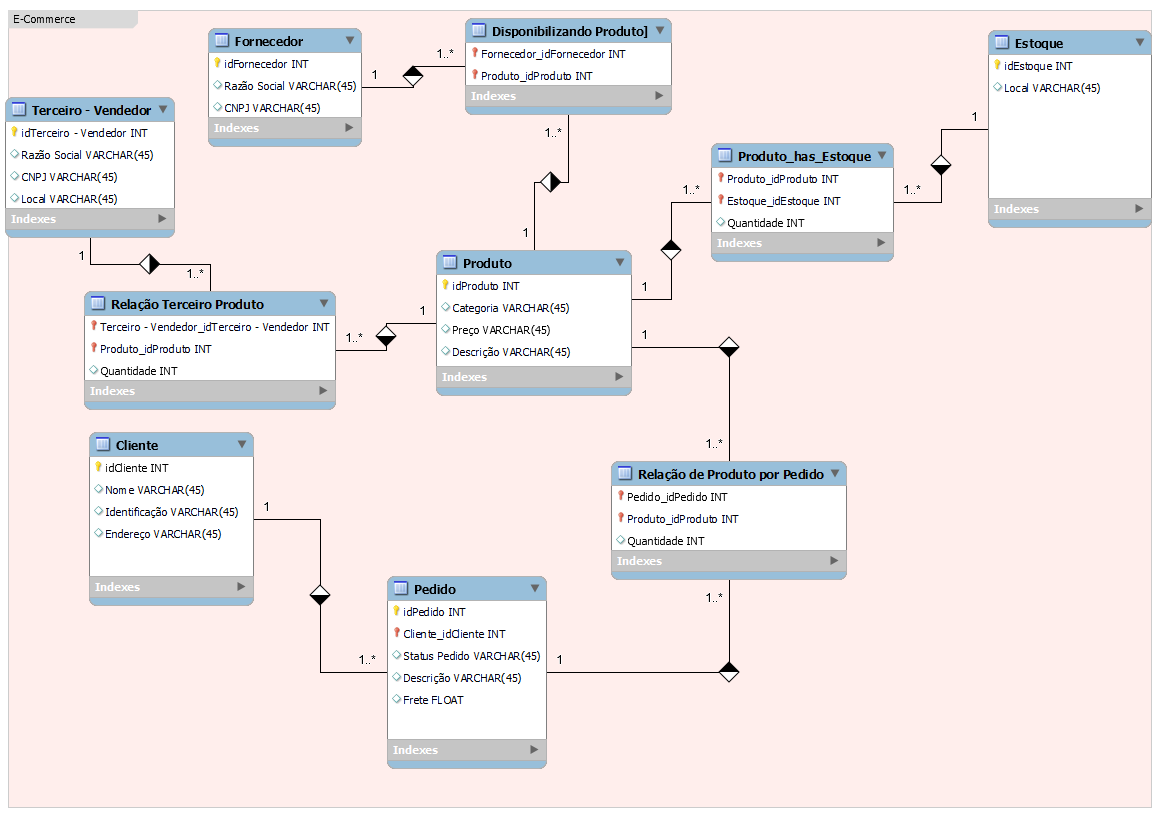 E-Commerce
Fornecedor
idFornecedor INT
Razão Social VARCHAR(45)
CNPJ VARCHAR(45)
Indexes
1
1..*
Disponibilizando Produto]
Fornecedor_idFornecedor INT
Produto_idProduto INT
Indexes
1..*
1
Estoque
idEstoque INT
Local VARCHAR(45)
Indexes
1
1..*
Terceiro - Vendedor
idTerceiro - Vendedor INT
Razão Social VARCHAR(45)
CNPJ VARCHAR(45)
Local VARCHAR(45)
Indexes
1
1..*
Produto_has_Estoque
Produto_idProduto INT
Estoque_idEstoque INT
Quantidade INT
Indexes
1..*
1
Produto
idProduto INT
Categoria VARCHAR(45)
Preço VARCHAR(45)
Descrição VARCHAR(45)
Indexes
1
1..*
Relação Terceiro Produto
Terceiro - Vendedor_idTerceiro - Vendedor INT
Produto_idProduto INT
Quantidade INT
Indexes
1
1..*
Cliente
idCliente INT
Nome VARCHAR(45)
Identificação VARCHAR(45)
Endereço VARCHAR(45)
Indexes
1
1..*
Relação de Produto por Pedido
Pedido_idPedido INT
Produto_idProduto INT
Quantidade INT
Indexes
1..*
1
Pedido
idPedido INT
Cliente_idCliente INT
Status Pedido VARCHAR(45)
Descrição VARCHAR(45)
Frete FLOAT
Indexes